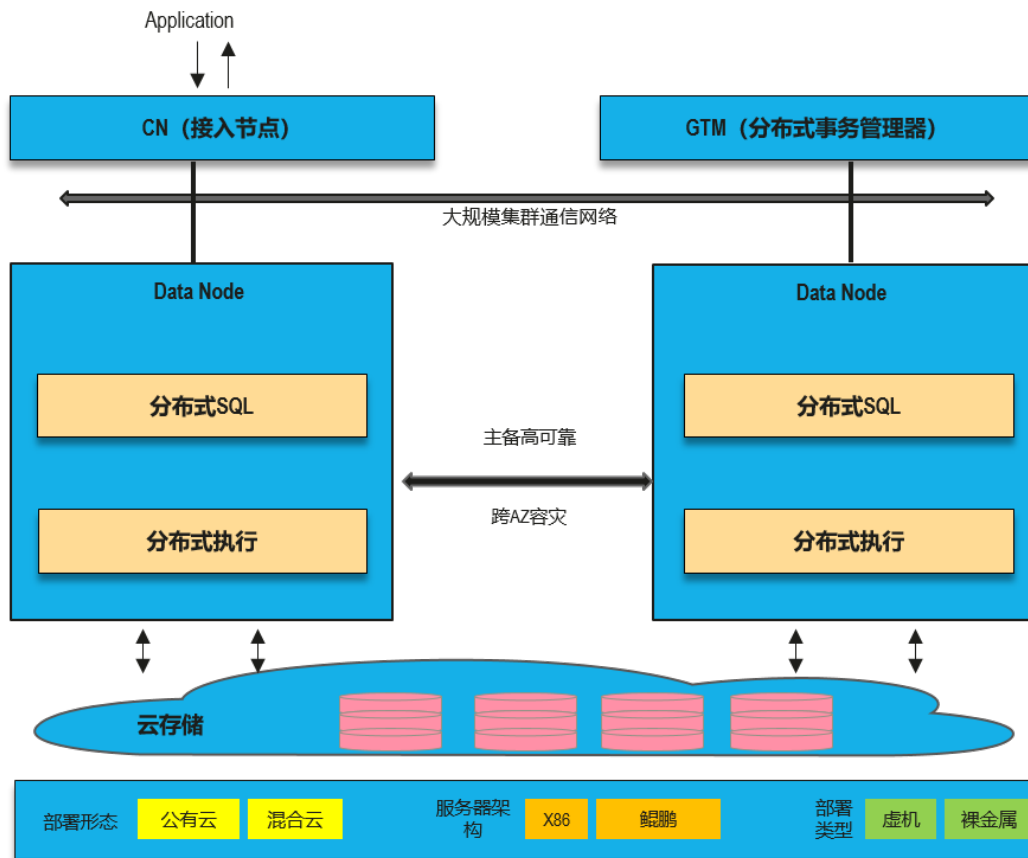 Application
CN（接入节点）
GTM（分布式事务管理器）
大规模集群通信网络
Data Node
Data Node
分布式SQL
分布式SQL
主备高可靠
跨AZ容灾
分布式执行
分布式执行
云存储
部署形态
公有云
混合云
服务器架
构
X86
鲲鹏
部署
类型
虚机
裸金属